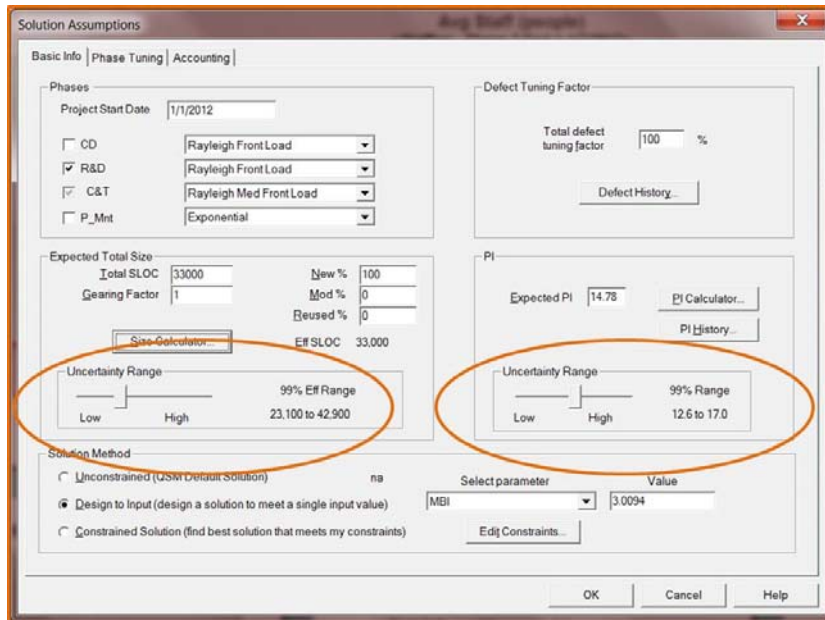 Solution Assumptions
Basic Info Phase Tuning Accounting
Phases
Project Start Date 1/1/2012
CD Rayleigh Front Load
R&D Rayleigh Front Load
C&T Rayleigh Med Front Load
P_Mnt Exponential
Defect Tuning Factor
Total defect
tuning factor 100 %
Defect History...
Expected Total Size
Total SLOC 33000 New % 100
Gearing Factor 1 Mod % 0
Reused % 0
Size Calculator... Eff SLOC 33,000
Uncertainty Range
99% Eff Range
Low High 23,100 to 42,900
PI
Expected PI 14.78 PI Calculator...
PI History...
Uncertainty Range
99% Range
Low High 12.6 to 17.0
Solution Method
Unconstrained (QSM Default Solution) na
Design to Input (design a solution to meet a single input value)
Constrained Solution (find best solution that meets my constraints)
Select parameter Value
MBI 3.0094
Edit Constraints...
OK Cancel Help